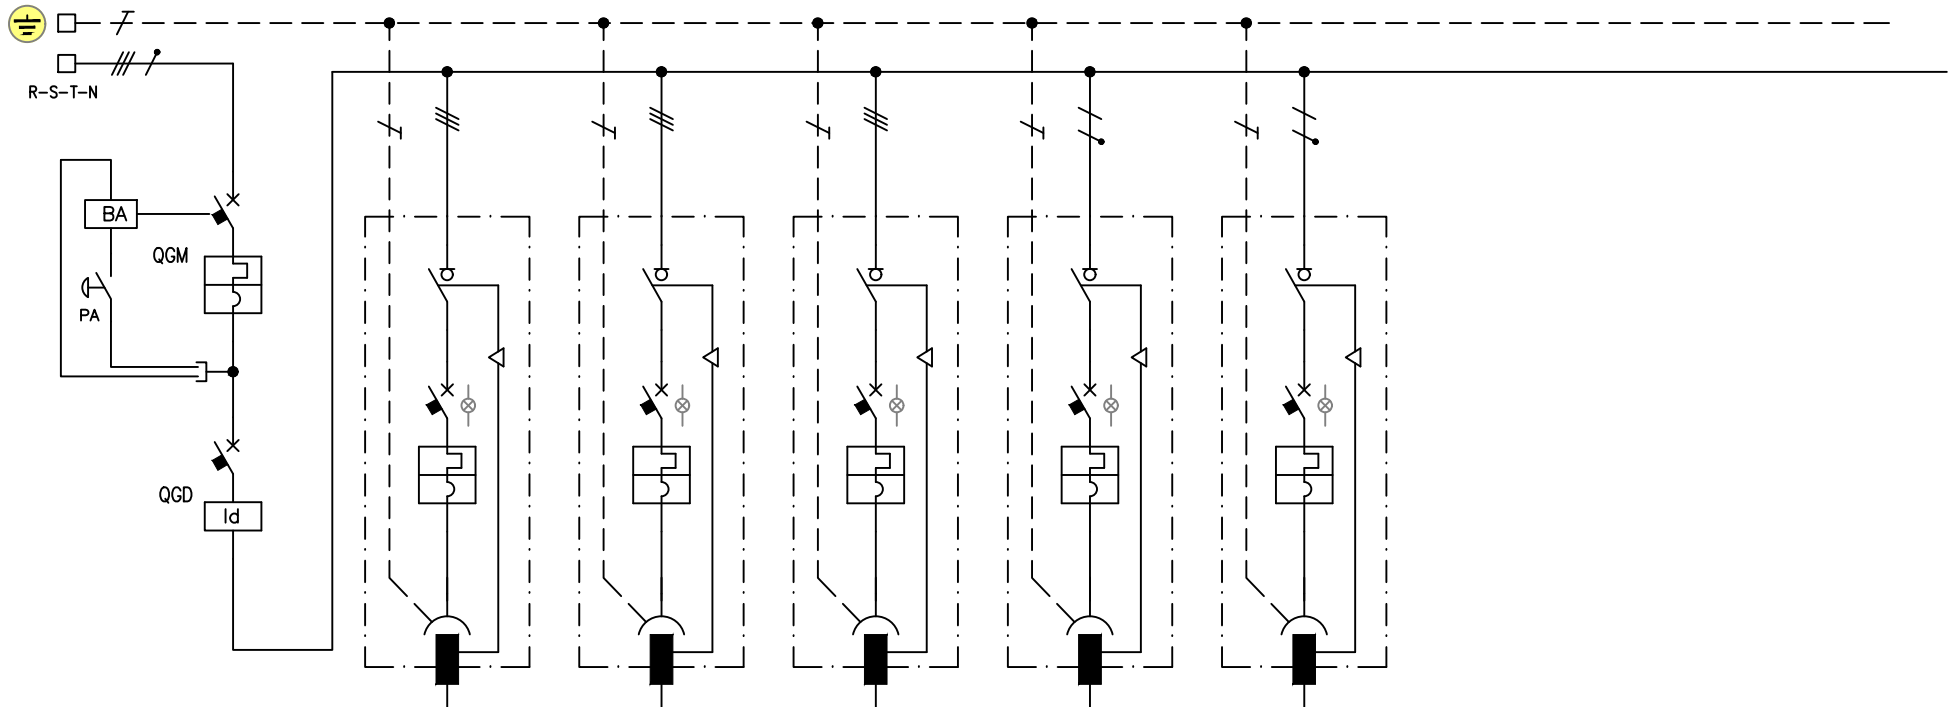 R-S-T-N
BA
QGM
PA
QGD
Id